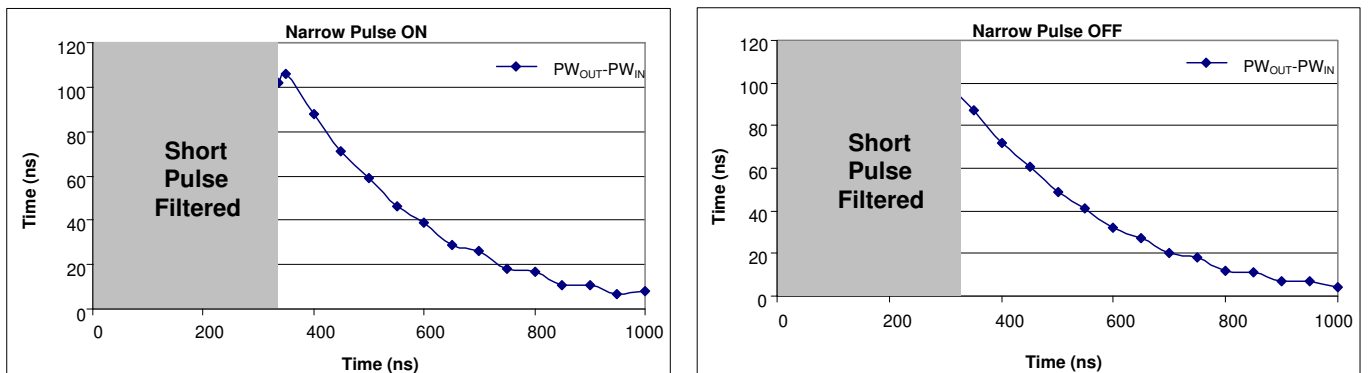 Narrow Pulse ON
120
100
80
60
40
20
0
Time (ns)
Short
Pulse
Filtered
PWOUT-PWIN
0 200 400 600 800 1000
Time (ns)
Narrow Pulse OFF
120
100
80
60
40
20
0
Time (ns)
Short
Pulse
Filtered
PWOUT-PWIN
0 200 400 600 800 1000
Time (ns)